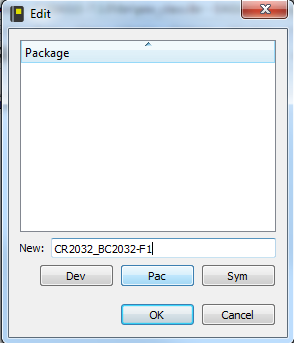 Edit
Package
New: CR2032_BC2032-F1
Dev Pac Sym
OK Cancel